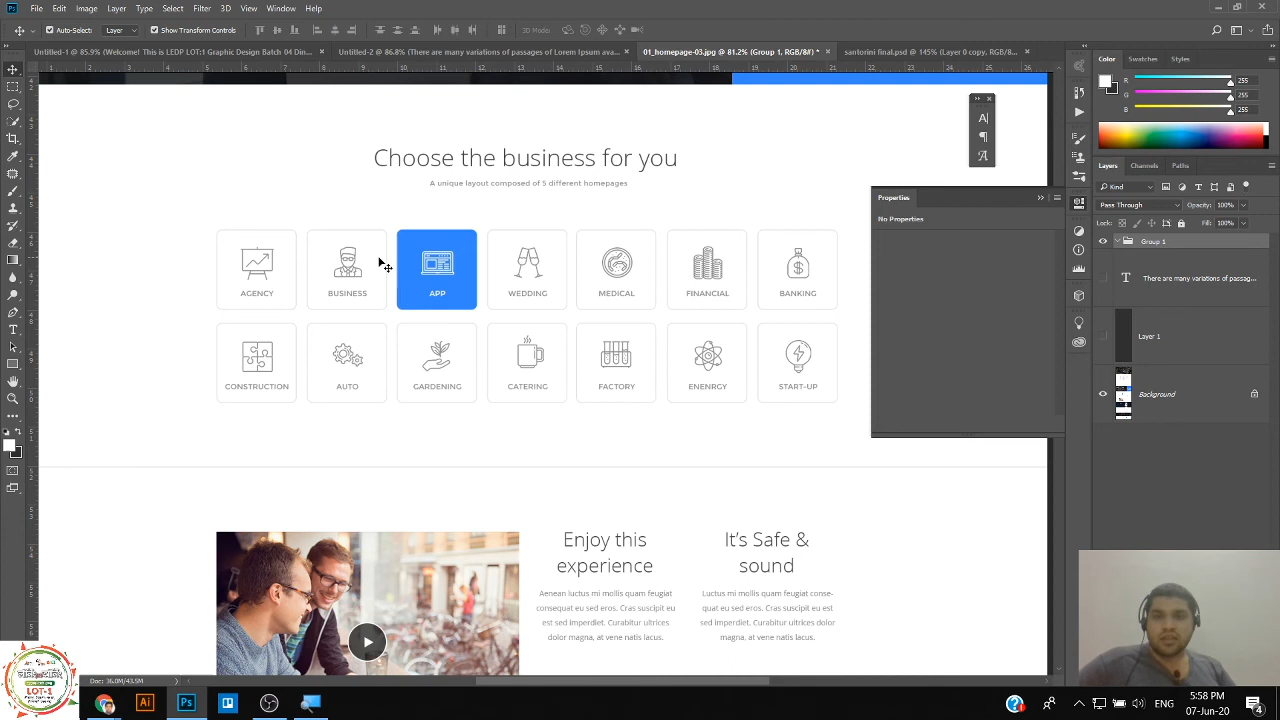 File Edit Image Layer Type Select Filter 3D View Window Help
Auto-Select: Layer Show Transform Controls 3D Mode:
Untitled-1 @ 85.9% (Welcome! This is LEDP LOT:1 Graphic Design Batch 04 Din... × Untitled-2 @ 86.8% (There are many variations of passages of Lorem Ipsum ava... × 01_homepage-03.jpg @ 81.2% (Group 1, RGB/8#) * × santorini final.psd @ 145% (Layer 0 copy, RGB/8... ×
Choose the business for you
A unique layout composed of 5 different homepages
AGENCY BUSINESS APP WEDDING MEDICAL FINANCIAL BANKING
CONSTRUCTION AUTO GARDENING CATERING FACTORY ENENRGY START-UP
Enjoy this
experience
Aenean luctus mi mollis quam feugiat
consequat eu sed eros. Cras suscipit eu
est sed imperdiet. Curabitur ultrices
dolor magna, at vene natis lacus.
It's Safe &
sound
Luctus mi mollis quam feugiat conse-
quat eu sed eros. Cras suscipit eu est
sed imperdiet. Curabitur ultrices dolor
magna, at vene natis lacus.
Properties
No Properties
Color Swatches Styles
R 255
G 255
B 255
Layers Channels Paths
Kind
Pass Through Opacity: 100%
Lock: Fill: 100%
Group 1
There are many variations of passag...
Layer 1
Background
Doc: 36.0M/43.5M
LOT-1
5:58 PM
07-Jun-20